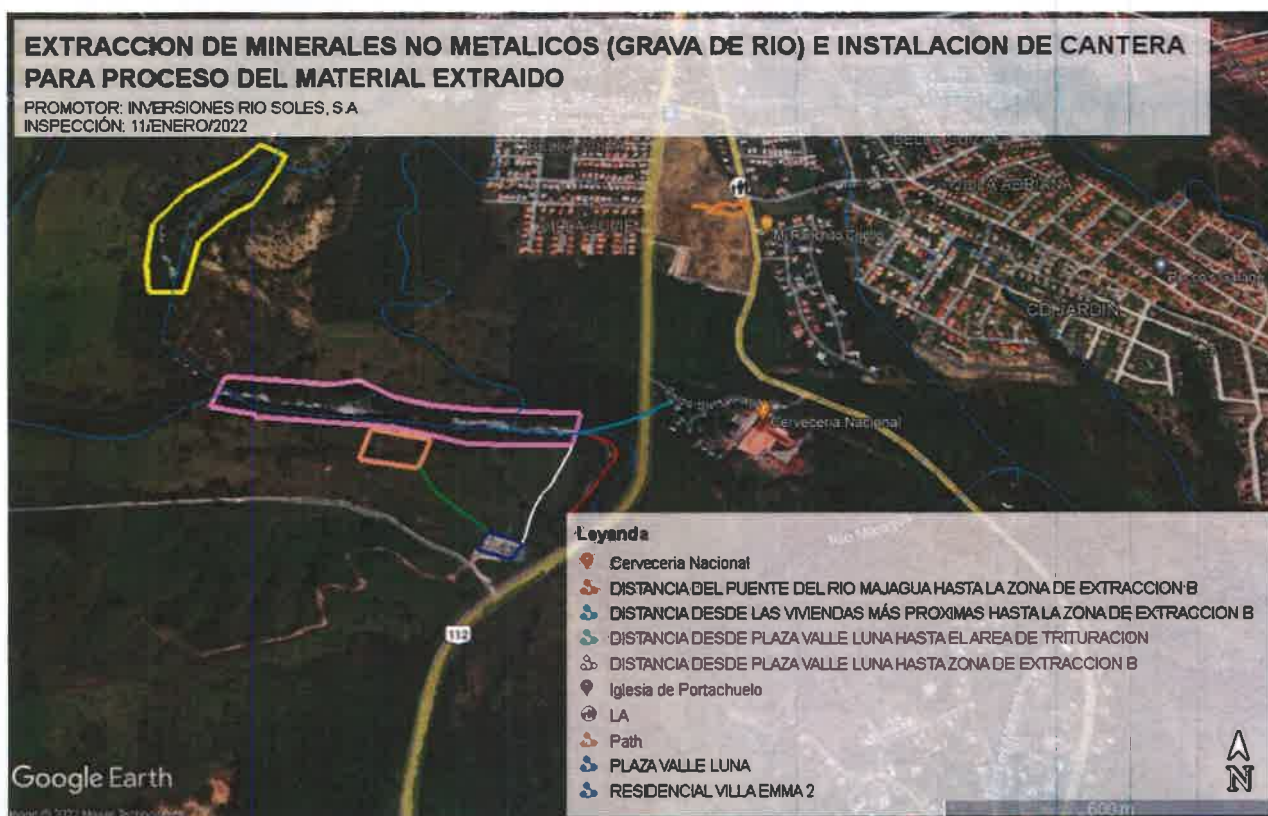 EXTRACCION DE MINERALES NO METALICOS (GRAVA DE RIO) E INSTALACION DE CANTERA
PARA PROCESO DEL MATERIAL EXTRAIDO
PROMOTOR: INVERSIONES RIO SOLES, S.A
INSPECCIÓN: 11/ENERO/2022
CD JARDIN
Cerveceria Nacional
112
Leyenda
Cerveceria Nacional
DISTANCIA DEL PUENTE DEL RIO MAJAGUA HASTA LA ZONA DE EXTRACCION B
DISTANCIA DESDE LAS VIVIENDAS MÁS PROXIMAS HASTA LA ZONA DE EXTRACCION B
DISTANCIA DESDE PLAZA VALLE LUNA HASTA EL AREA DE TRITURACION
DISTANCIA DESDE PLAZA VALLE LUNA HASTA ZONA DE EXTRACCION B
Iglesia de Portachuelo
LA
Path
PLAZA VALLE LUNA
RESIDENCIAL VILLA EMMA 2
N
Google Earth
600 m